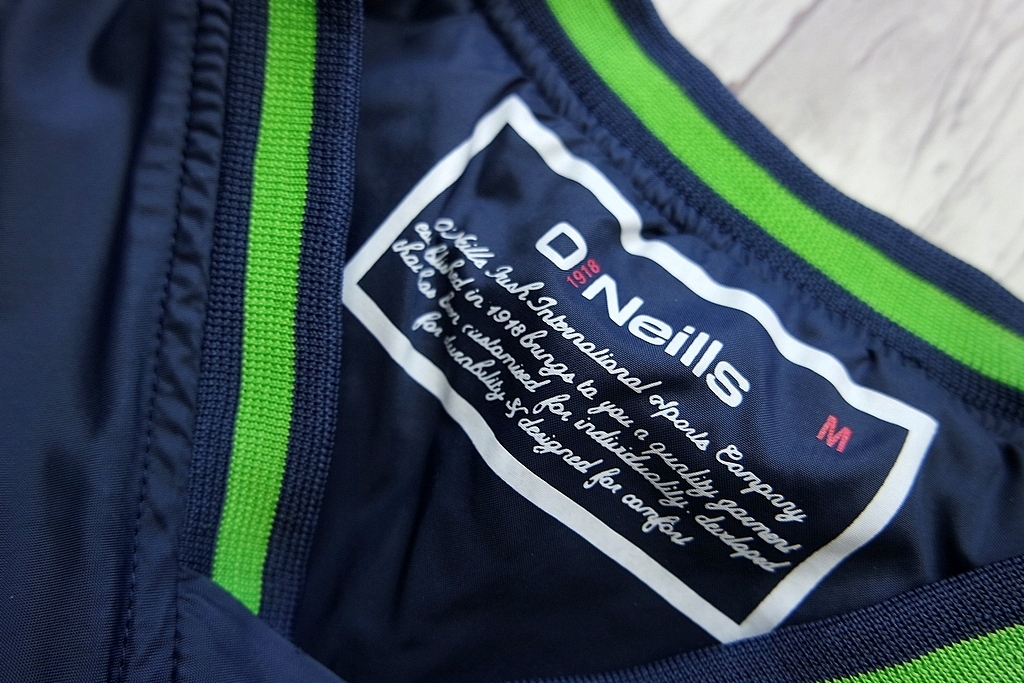 O'Neills
1918
M
O'Neills Irish International Sports Company
established in 1918 brings to you a quality garment
that has been customised for individuality. developed
for durability & designed for comfort